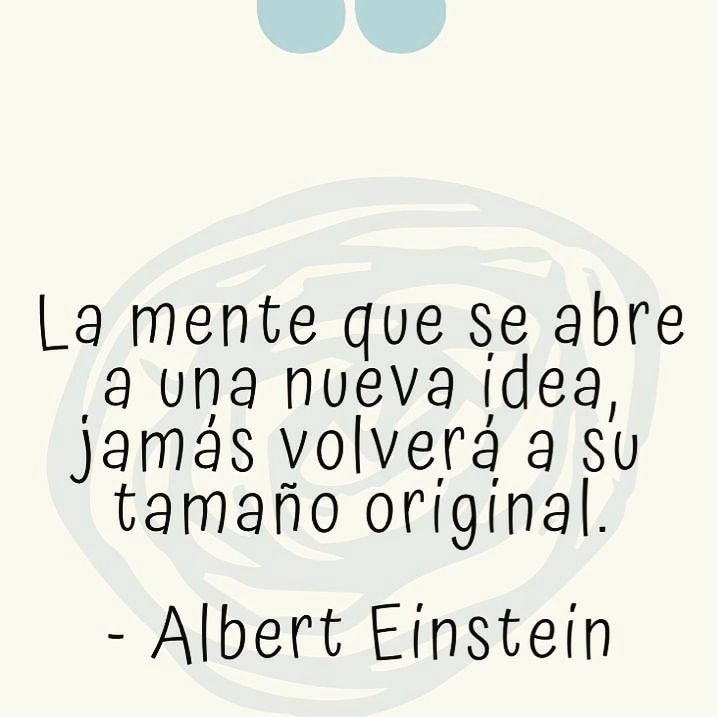 La mente que se abre
a una nueva idea,
jamás volverá a su
tamaño original.
- Albert Einstein